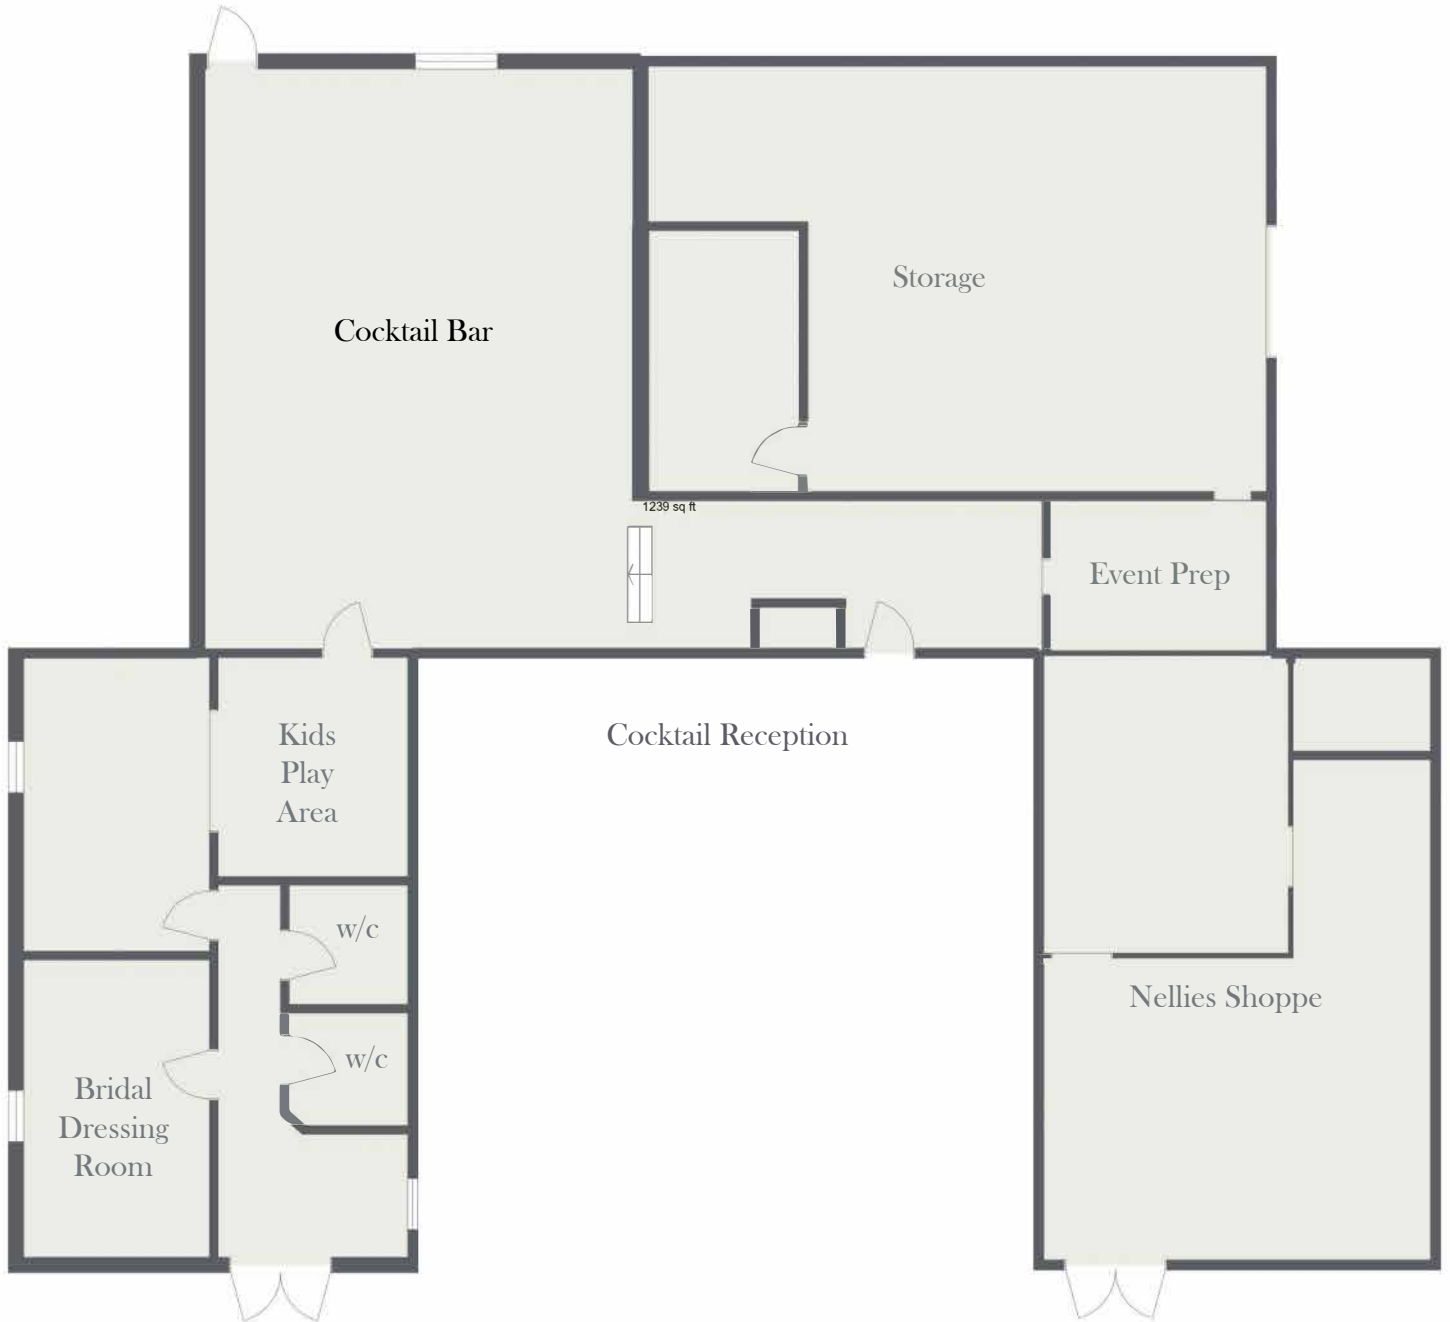 Storage
Cocktail Bar
1239 sq ft
Event Prep
Kids
Play
Area
Cocktail Reception
w/c
Nellies Shoppe
w/c
Bridal
Dressing
Room